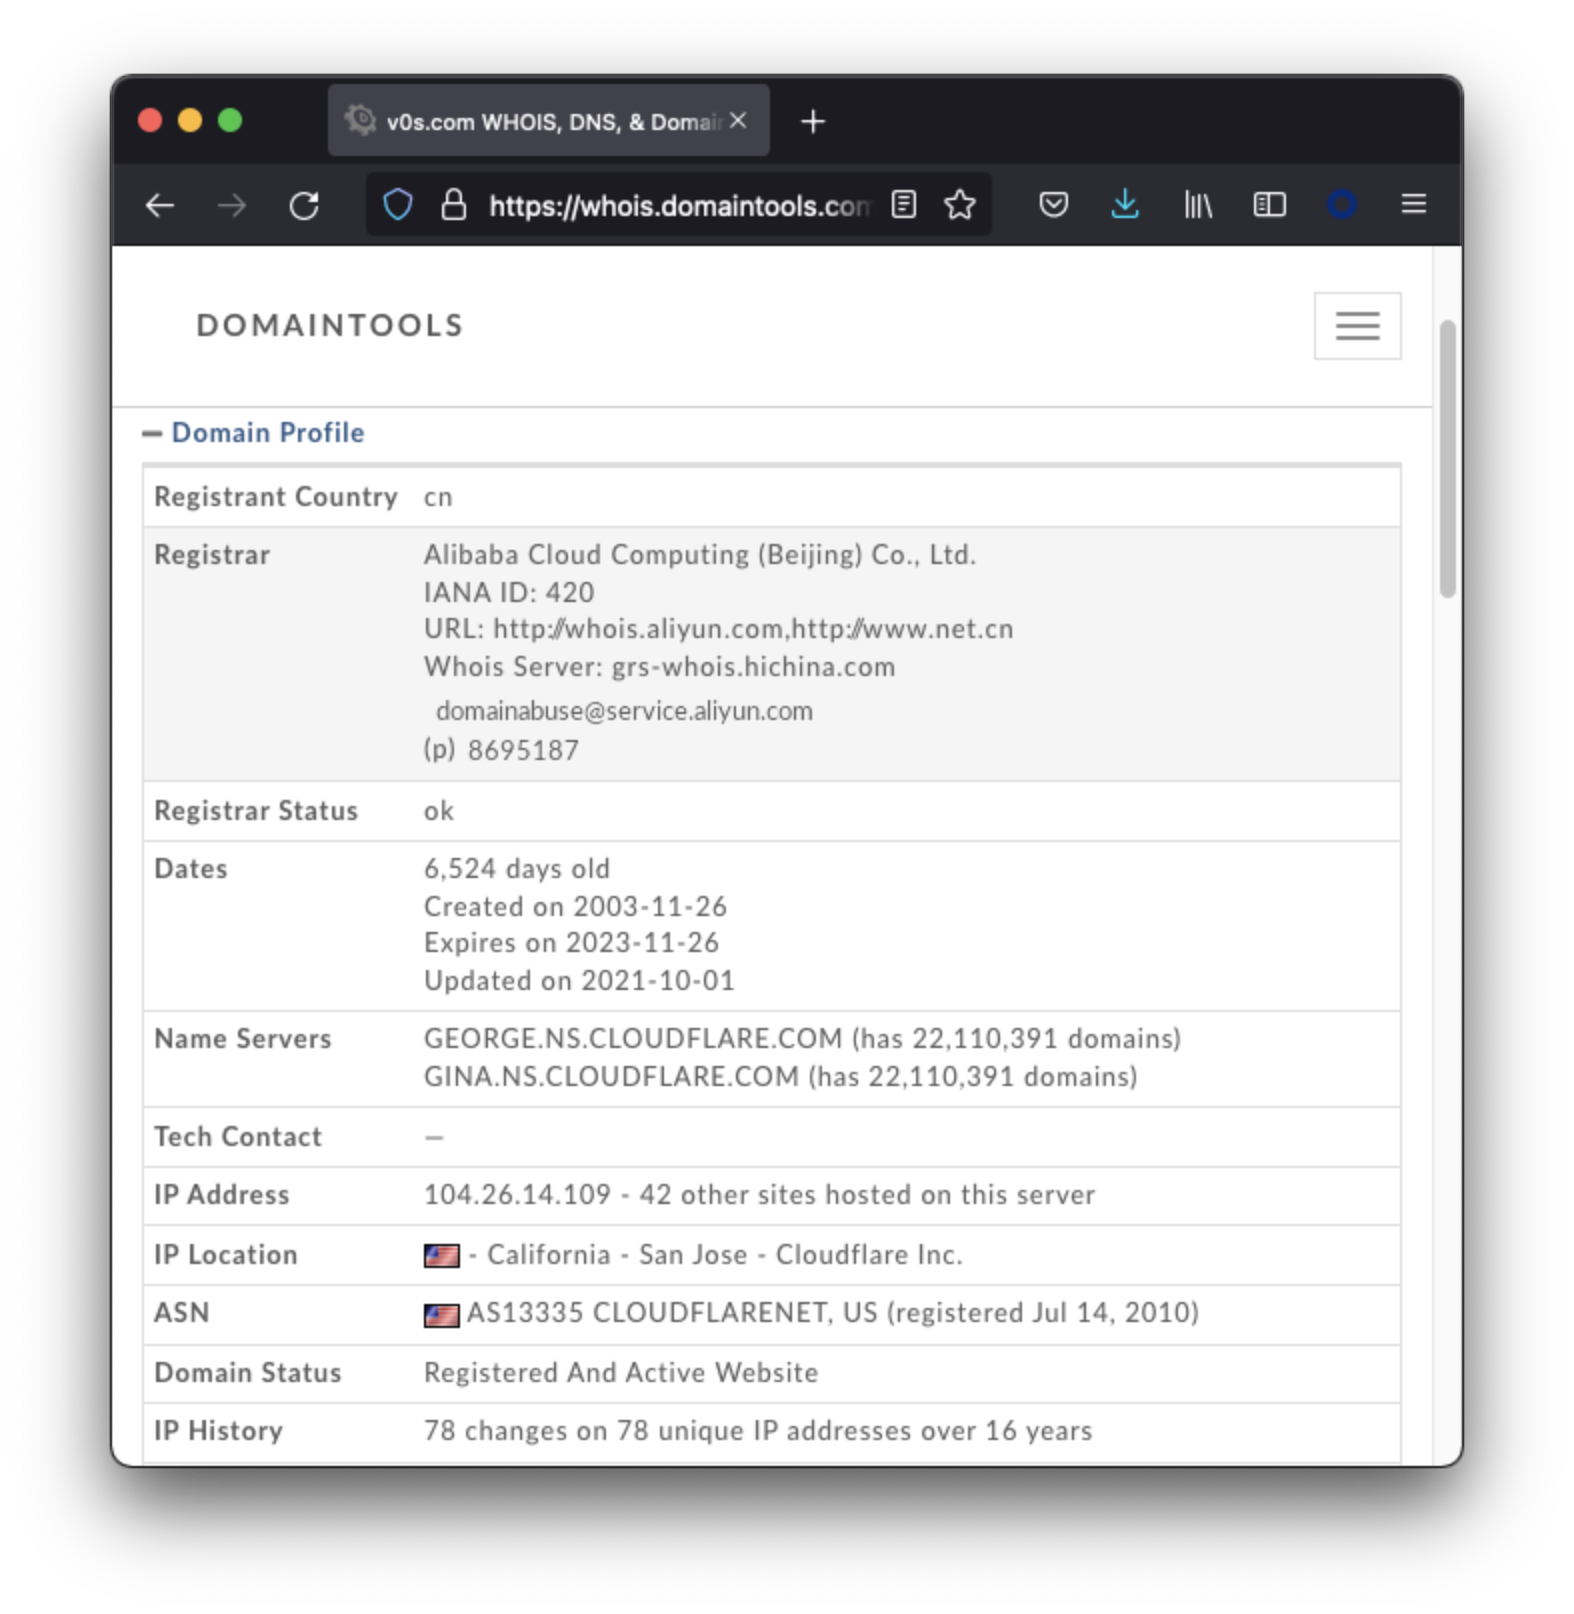 v0s.com WHOIS, DNS, & Domai
https://whois.domaintools.com
DOMAINTOOLS
Domain Profile
Registrant Country cn
Registrar Alibaba Cloud Computing (Beijing) Co., Ltd.
IANA ID: 420
URL: http://whois.aliyun.com,http://www.net.cn
Whois Server: grs-whois.hichina.com
domainabuse@service.aliyun.com
(p) 8695187
Registrar Status ok
Dates 6,524 days old
Created on 2003-11-26
Expires on 2023-11-26
Updated on 2021-10-01
Name Servers GEORGE.NS.CLOUDFLARE.COM (has 22,110,391 domains)
GINA.NS.CLOUDFLARE.COM (has 22,110,391 domains)
Tech Contact —
IP Address 104.26.14.109 - 42 other sites hosted on this server
IP Location - California - San Jose - Cloudflare Inc.
ASN AS13335 CLOUDFLARENET, US (registered Jul 14, 2010)
Domain Status Registered And Active Website
IP History 78 changes on 78 unique IP addresses over 16 years